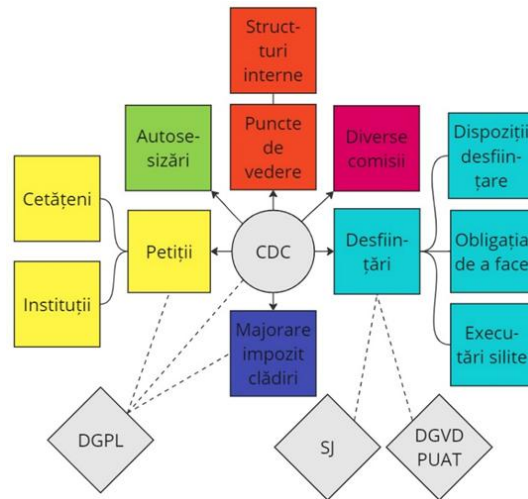 Struct-
turi
interne
Autose-
sizări
Puncte
de
vedere
Diverse
comisii
Dispoziții
desfiin-
țare
Cetățeni
Petiții
CDC
Desfiin-
țări
Obligația
de a face
Instituții
Majorare
impozit
clădiri
Execu-
tări silite
DGPL
SJ
DGVD
PUAT